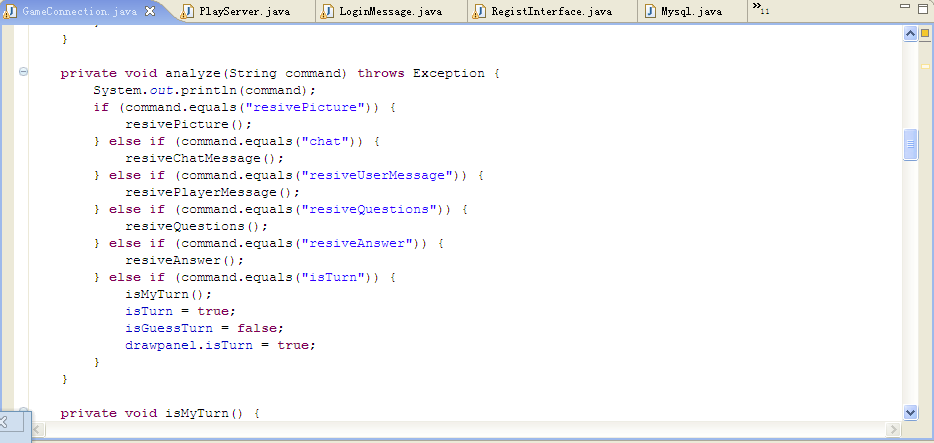 GameConnection.java PlayServer.java LoginMessage.java RegistInterface.java Mysql.java »11
}
private void analyze(String command) throws Exception {
System.out.println(command);
if (command.equals("resivePicture")) {
resivePicture();
} else if (command.equals("chat")) {
resiveChatMessage();
} else if (command.equals("resiveUserMessage")) {
resivePlayerMessage();
} else if (command.equals("resiveQuestions")) {
resiveQuestions();
} else if (command.equals("resiveAnswer")) {
resiveAnswer();
} else if (command.equals("isTurn")) {
isMyTurn();
isTurn = true;
isGuessTurn = false;
drawpanel.isTurn = true;
}
}
private void isMyTurn() {